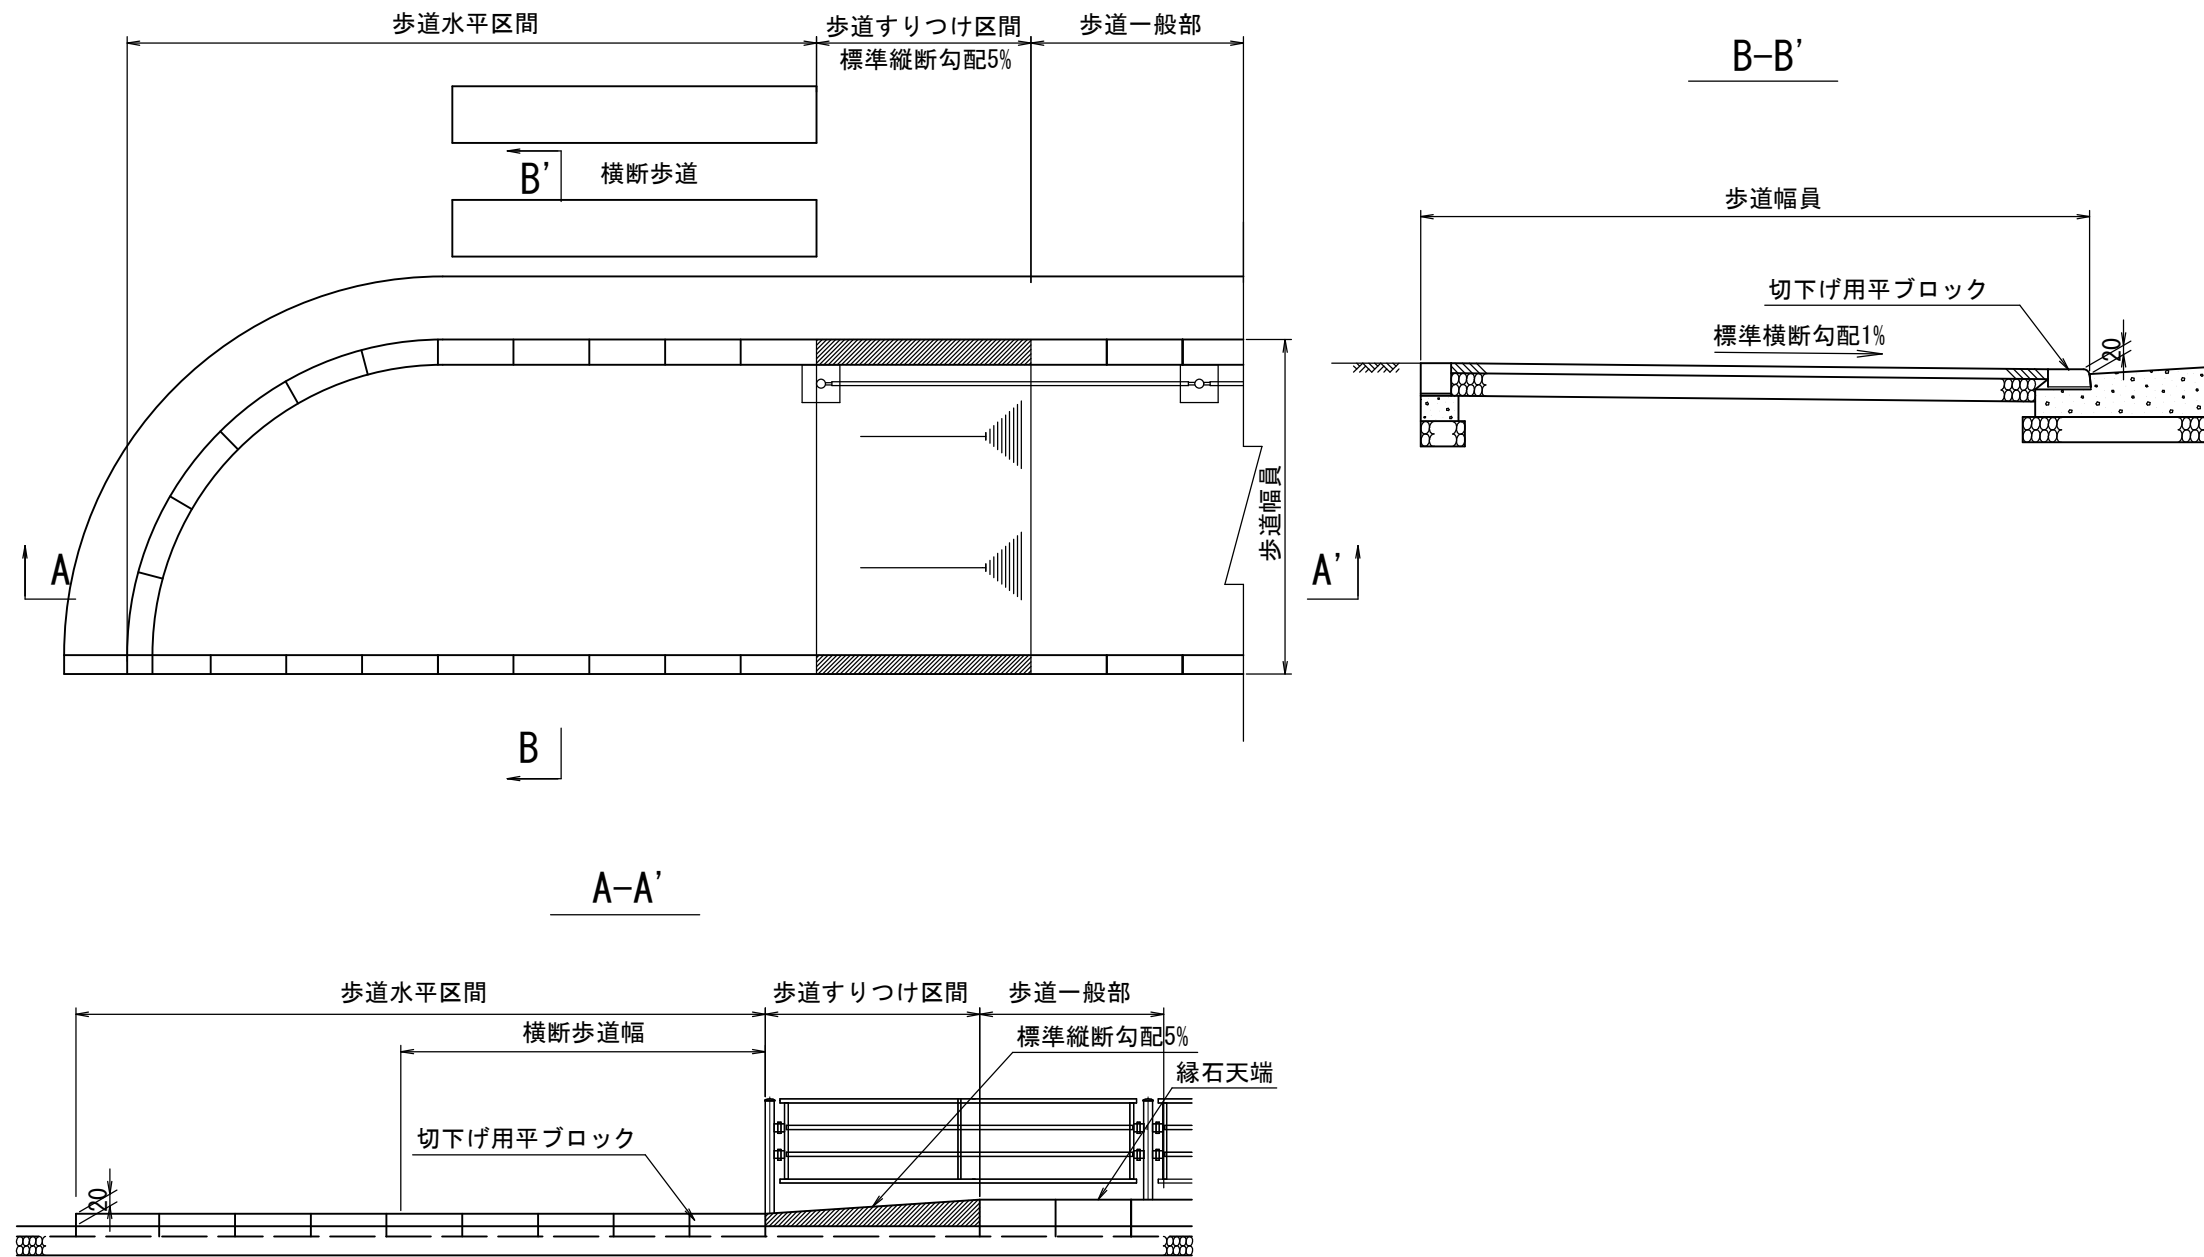 歩道水平区間
歩道すりつけ区間
標準縦断勾配5%
歩道一般部
B-B'
B'
横断歩道
歩道幅員
切下げ用平ブロック
標準横断勾配1%
20
歩道幅員
A
A'
B
A-A'
歩道水平区間
歩道すりつけ区間
歩道一般部
横断歩道幅
標準縦断勾配5%
縁石天端
切下げ用平ブロック
20